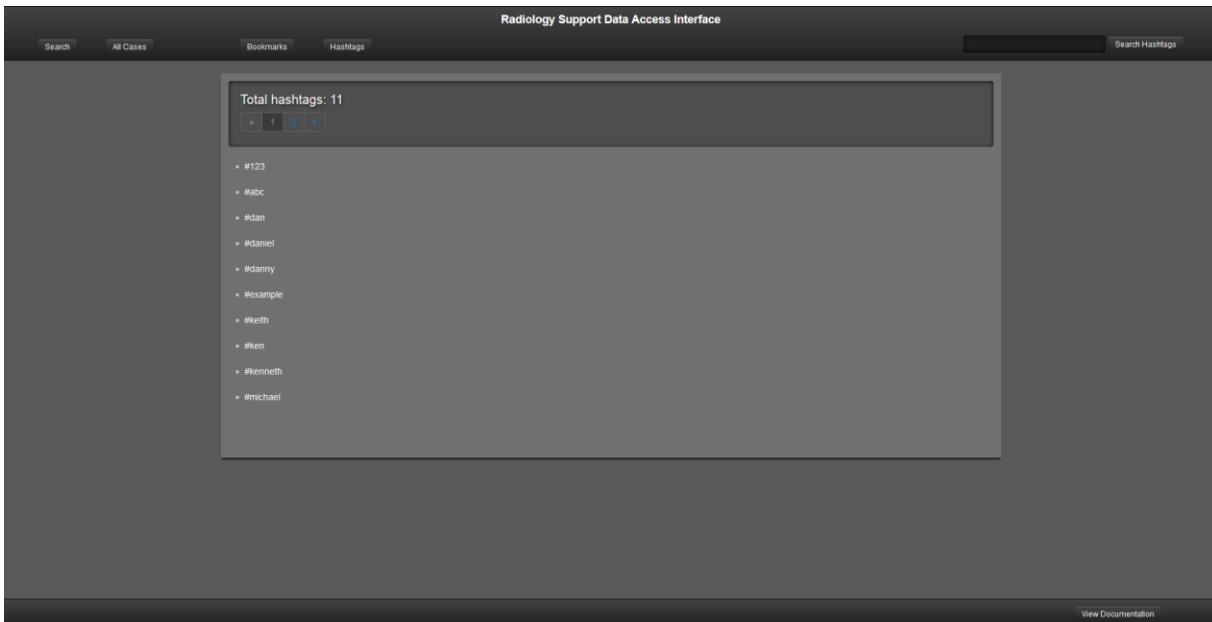 Radiology Support Data Access Interface
Search All Cases Bookmarks Hashtags Search Hashtags
Total hashtags: 11
« 1 2 »
#123
#abc
#dan
#daniel
#danny
#example
#keith
#ken
#kenneth
#michael
View Documentation